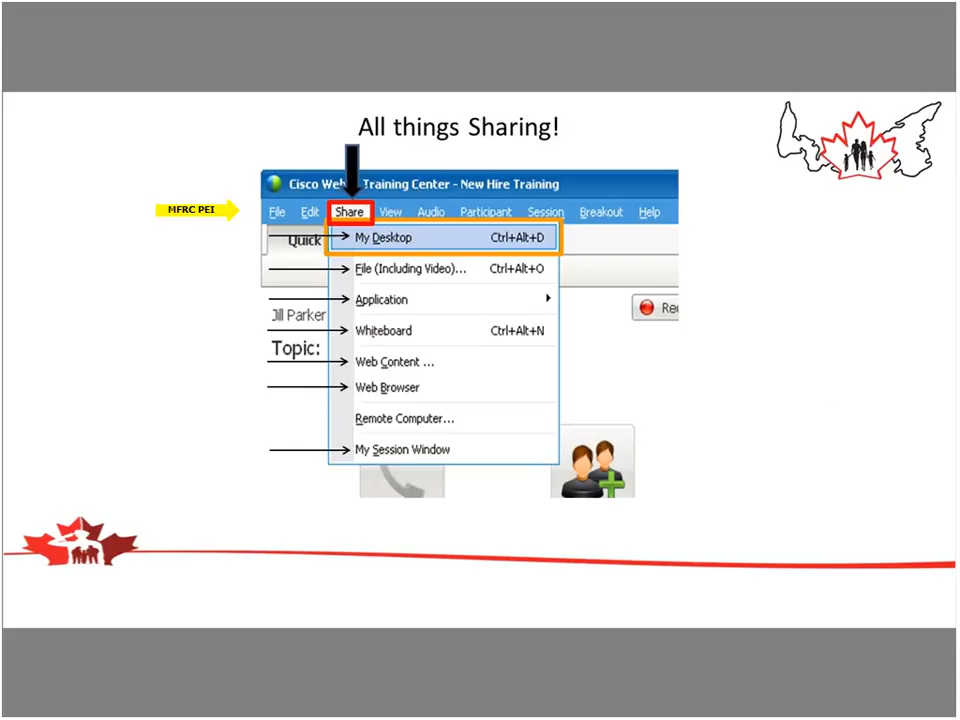 All things Sharing!
Cisco Web Training Center - New Hire Training
MFRC PEI
File Edit Share View Audio Participant Session Breakout Help
Quick
My Desktop Ctrl+Alt+D
File (Including Video)... Ctrl+Alt+O
Application
Jill Parker
Whiteboard Ctrl+Alt+N
Topic:
Web Content ...
Web Browser
Remote Computer...
My Session Window